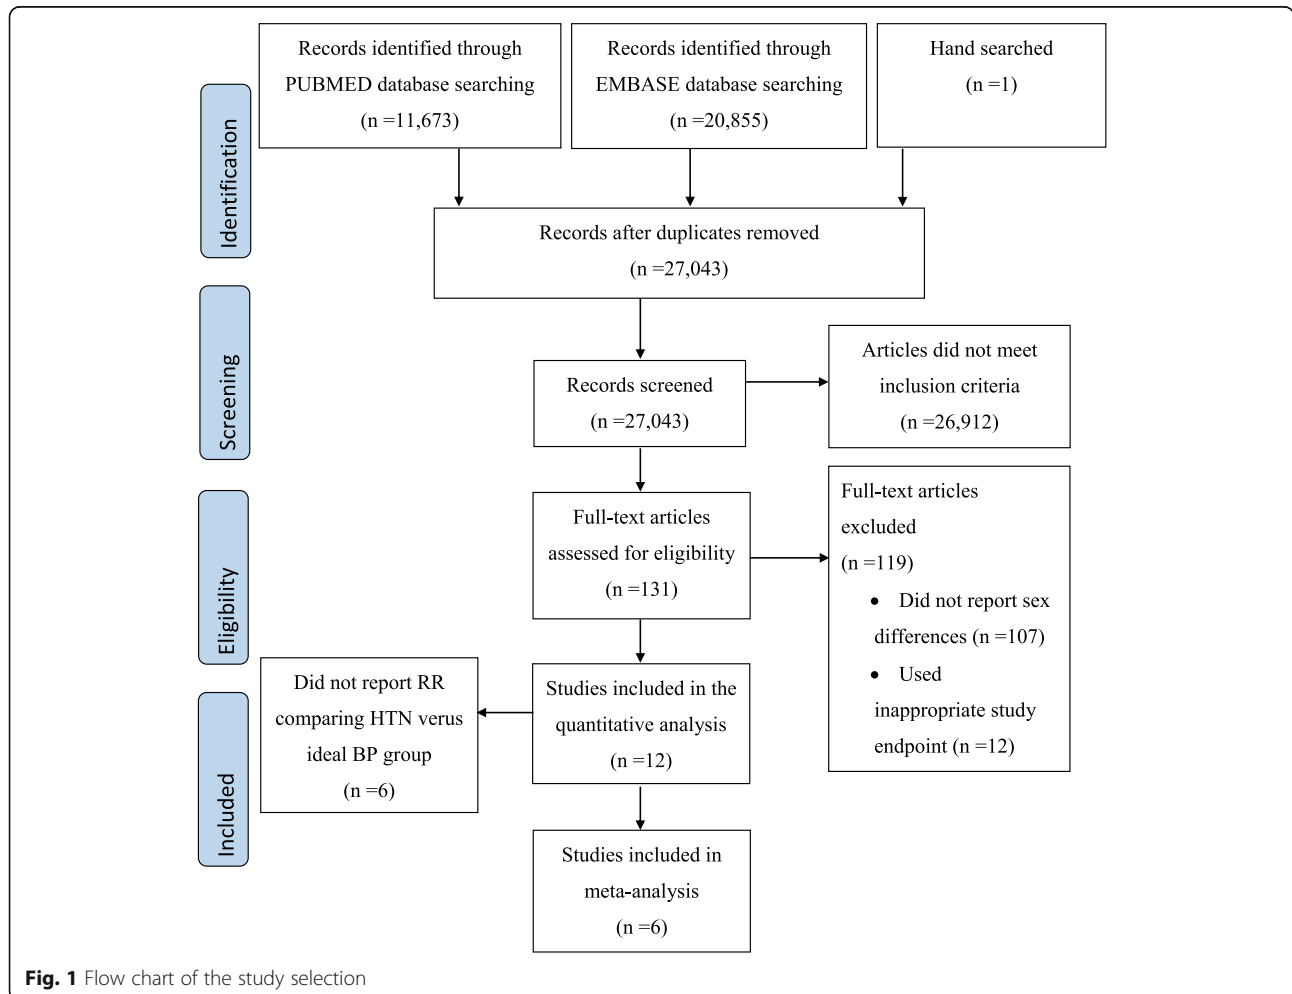 Records identified through
PUBMED database searching
(n =11,673)
Records identified through
EMBASE database searching
(n =20,855)
Hand searched
(n =1)
Identification
Records after duplicates removed
(n =27,043)
Screening
Records screened
(n =27,043)
Articles did not meet
inclusion criteria
(n =26,912)
Eligibility
Full-text articles
assessed for eligibility
(n =131)
Full-text articles
excluded
(n =119)
• Did not report sex
differences (n =107)
• Used
inappropriate study
endpoint (n =12)
Included
Studies included in the
quantitative analysis
(n =12)
Did not report RR
comparing HTN verus
ideal BP group
(n =6)
Studies included in
meta-analysis
(n =6)
Fig. 1 Flow chart of the study selection